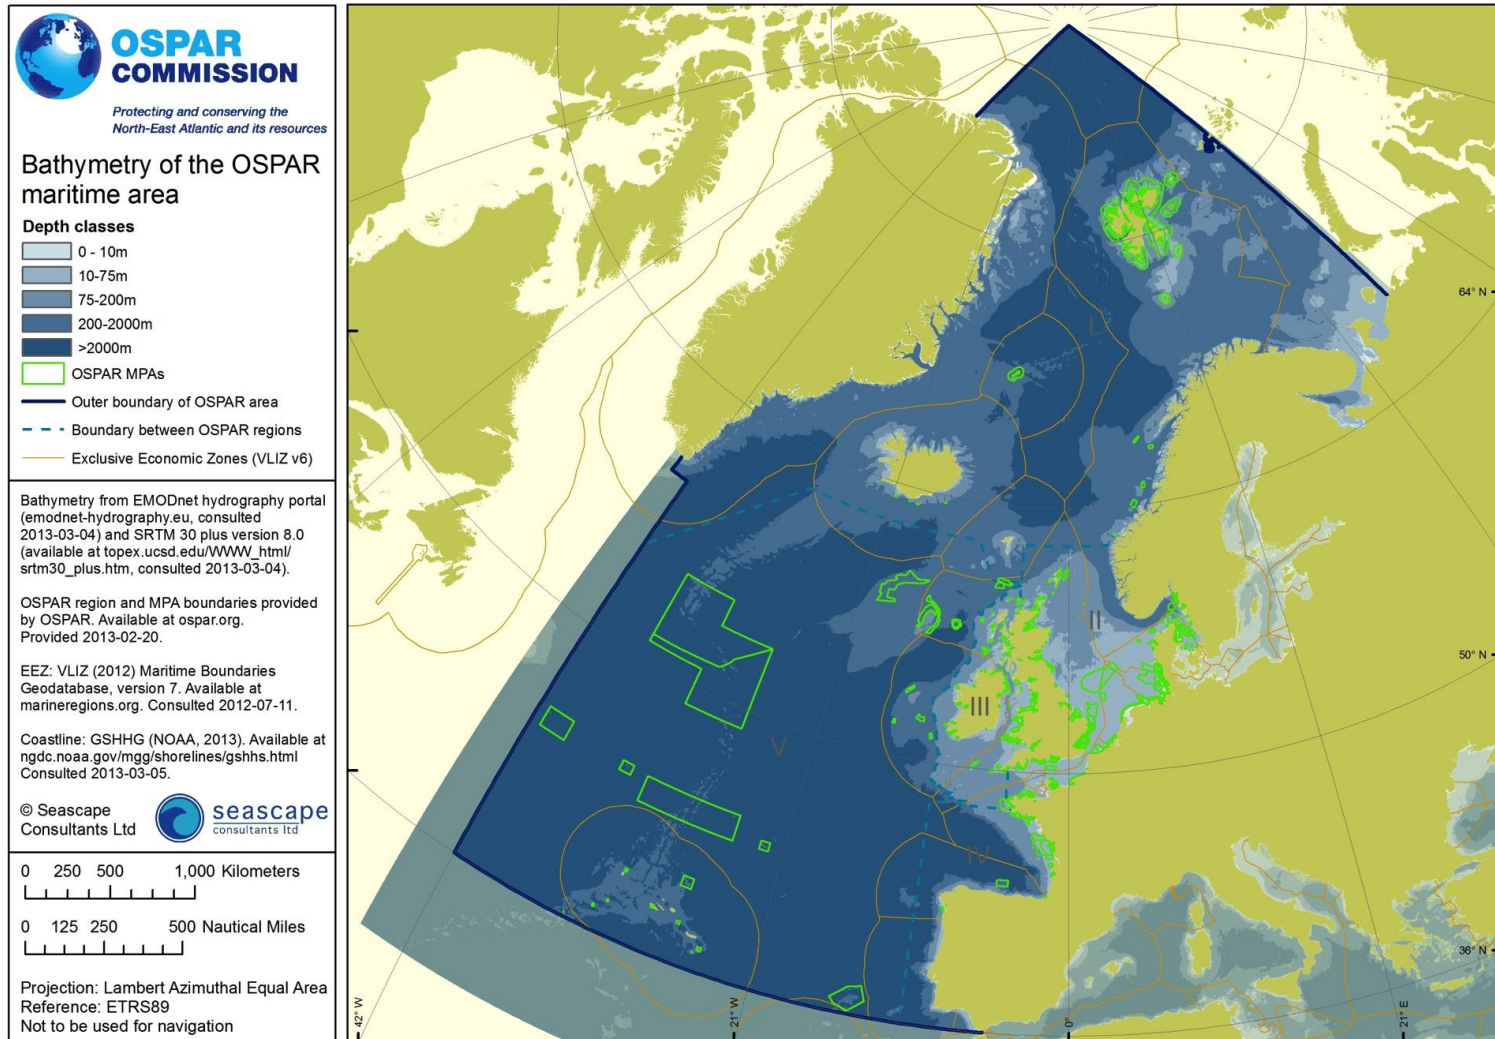 OSPAR
COMMISSION
Protecting and conserving the
North-East Atlantic and its resources
Bathymetry of the OSPAR
maritime area
Depth classes
0 - 10m
10-75m
75-200m
200-2000m
>2000m
OSPAR MPAs
Outer boundary of OSPAR area
Boundary between OSPAR regions
Exclusive Economic Zones (VLIZ v6)
Bathymetry from EMODnet hydrography portal
(emodnet-hydrography.eu, consulted
2013-03-04) and SRTM 30 plus version 8.0
(available at topex.ucsd.edu/WWW_html/
srtm30_plus.htm, consulted 2013-03-04).
OSPAR region and MPA boundaries provided
by OSPAR. Available at ospar.org.
Provided 2013-02-20.
EEZ: VLIZ (2012) Maritime Boundaries
Geodatabase, version 7. Available at
marineregions.org. Consulted 2012-07-11.
Coastline: GSHHG (NOAA, 2013). Available at
ngdc.noaa.gov/mgg/shorelines/gshhs.html
Consulted 2013-03-05.
© Seascape
Consultants Ltd
seascape
consultants ltd
0 250 500 1,000 Kilometers
0 125 250 500 Nautical Miles
Projection: Lambert Azimuthal Equal Area
Reference: ETRS89
Not to be used for navigation
64° N
I
II
50° N
III
V
IV
36° N
42° W
21° W
0°
21° E